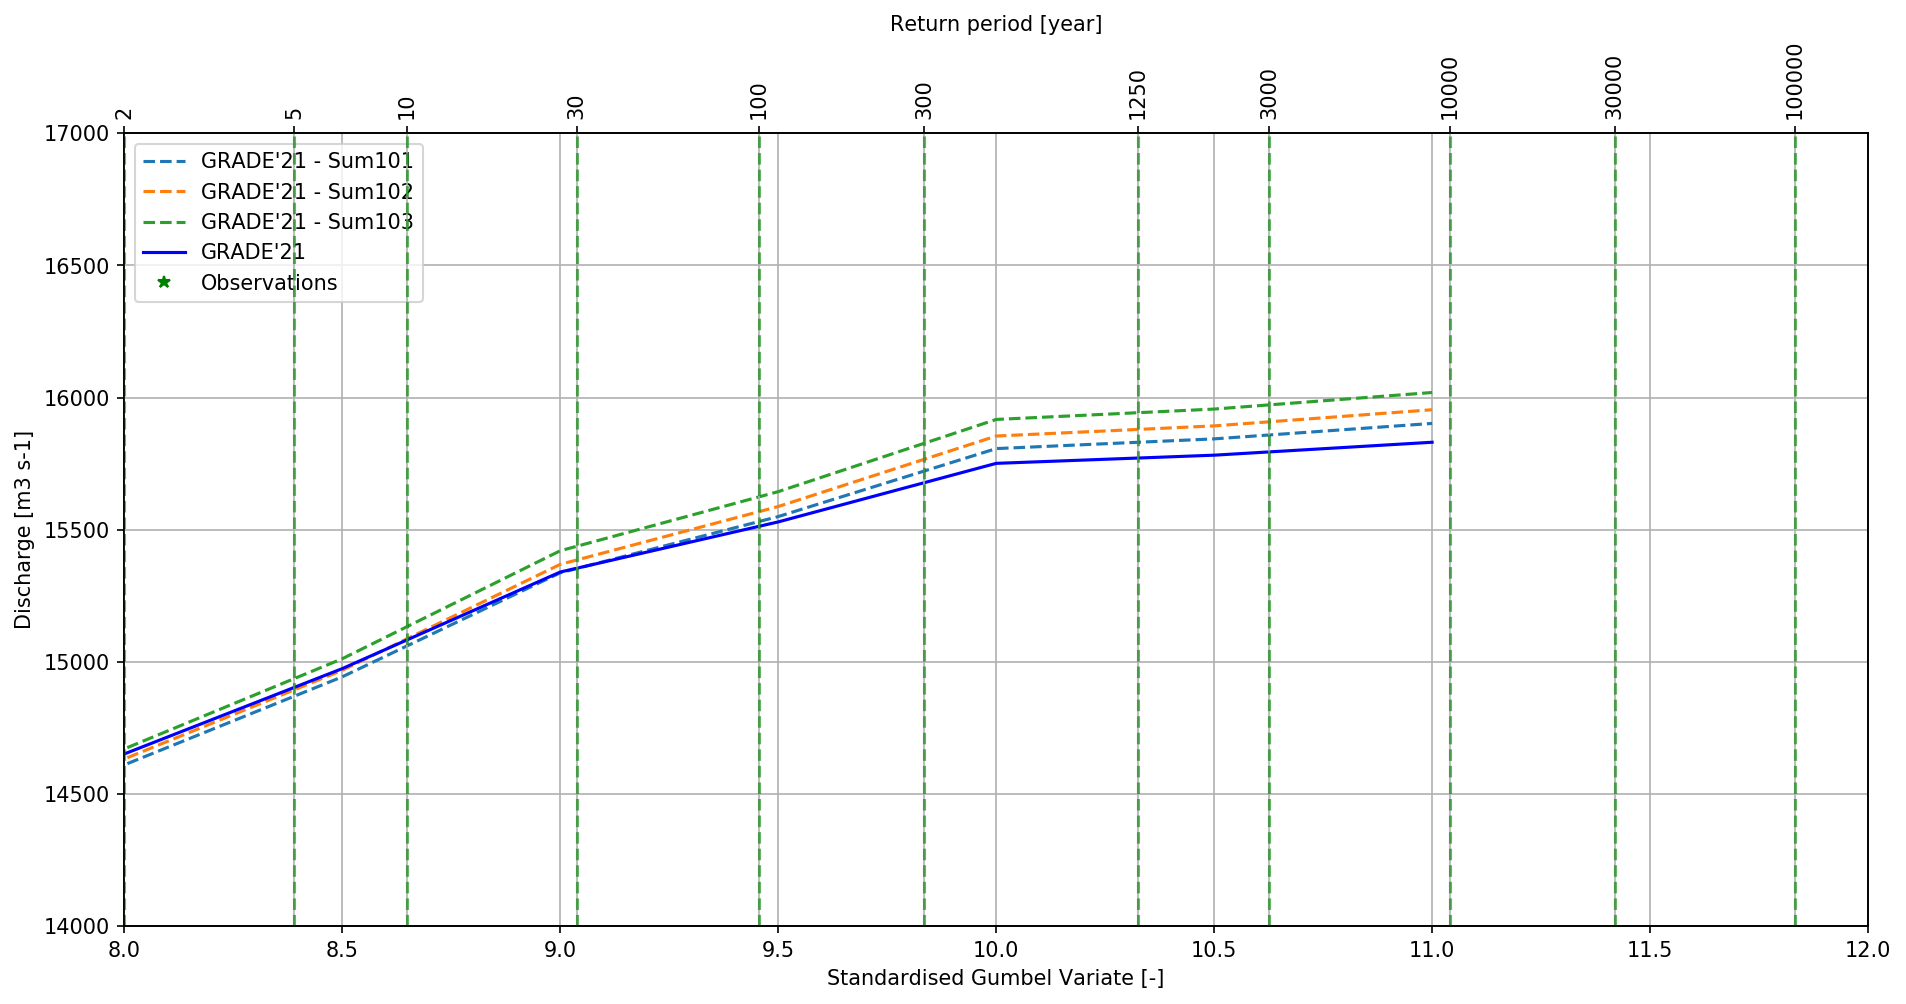 Return period [year]
2 5 10 30 100 300 1250 3000 10000 30000 100000
17000
16500
16000
15500
15000
14500
14000
Discharge [m3 s-1]
GRADE'21 - Sum101
GRADE'21 - Sum102
GRADE'21 - Sum103
GRADE'21
Observations
8.0 8.5 9.0 9.5 10.0 10.5 11.0 11.5 12.0
Standardised Gumbel Variate [-]